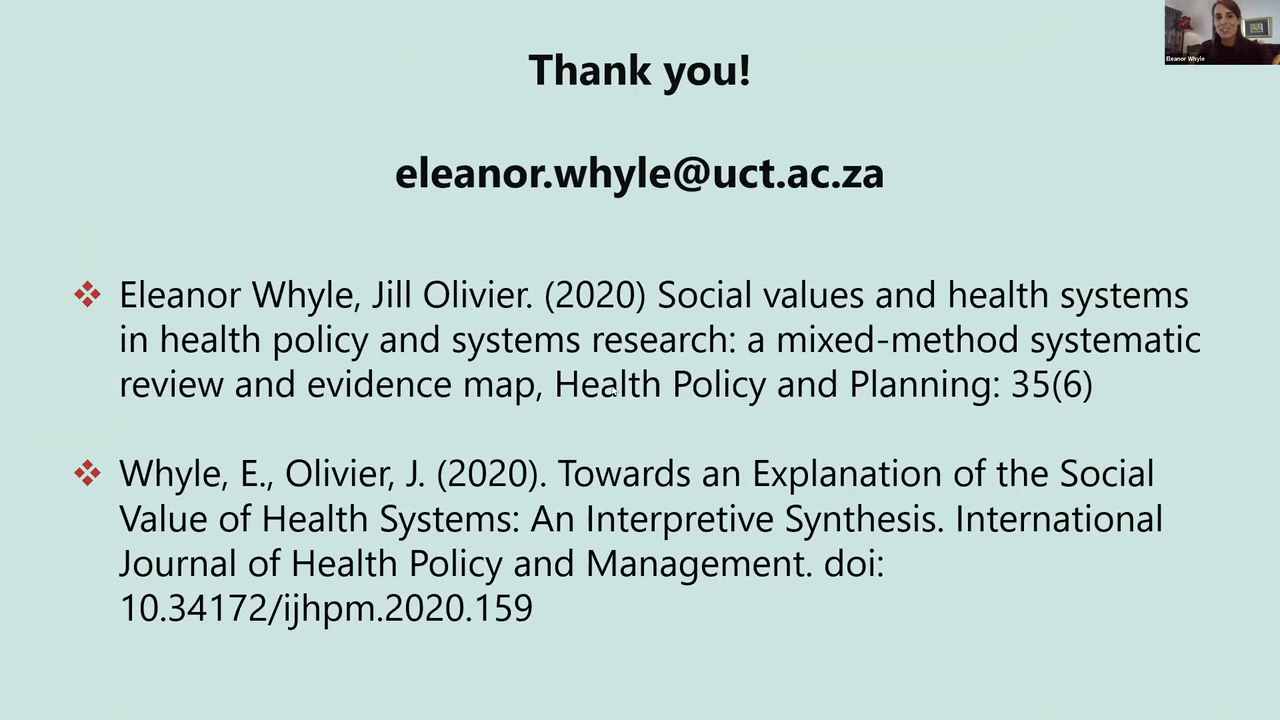 Eleanor Whyle
Thank you!
eleanor.whyle@uct.ac.za
Eleanor Whyle, Jill Olivier. (2020) Social values and health systems
in health policy and systems research: a mixed-method systematic
review and evidence map, Health Policy and Planning: 35(6)
Whyle, E., Olivier, J. (2020). Towards an Explanation of the Social
Value of Health Systems: An Interpretive Synthesis. International
Journal of Health Policy and Management. doi:
10.34172/ijhpm.2020.159